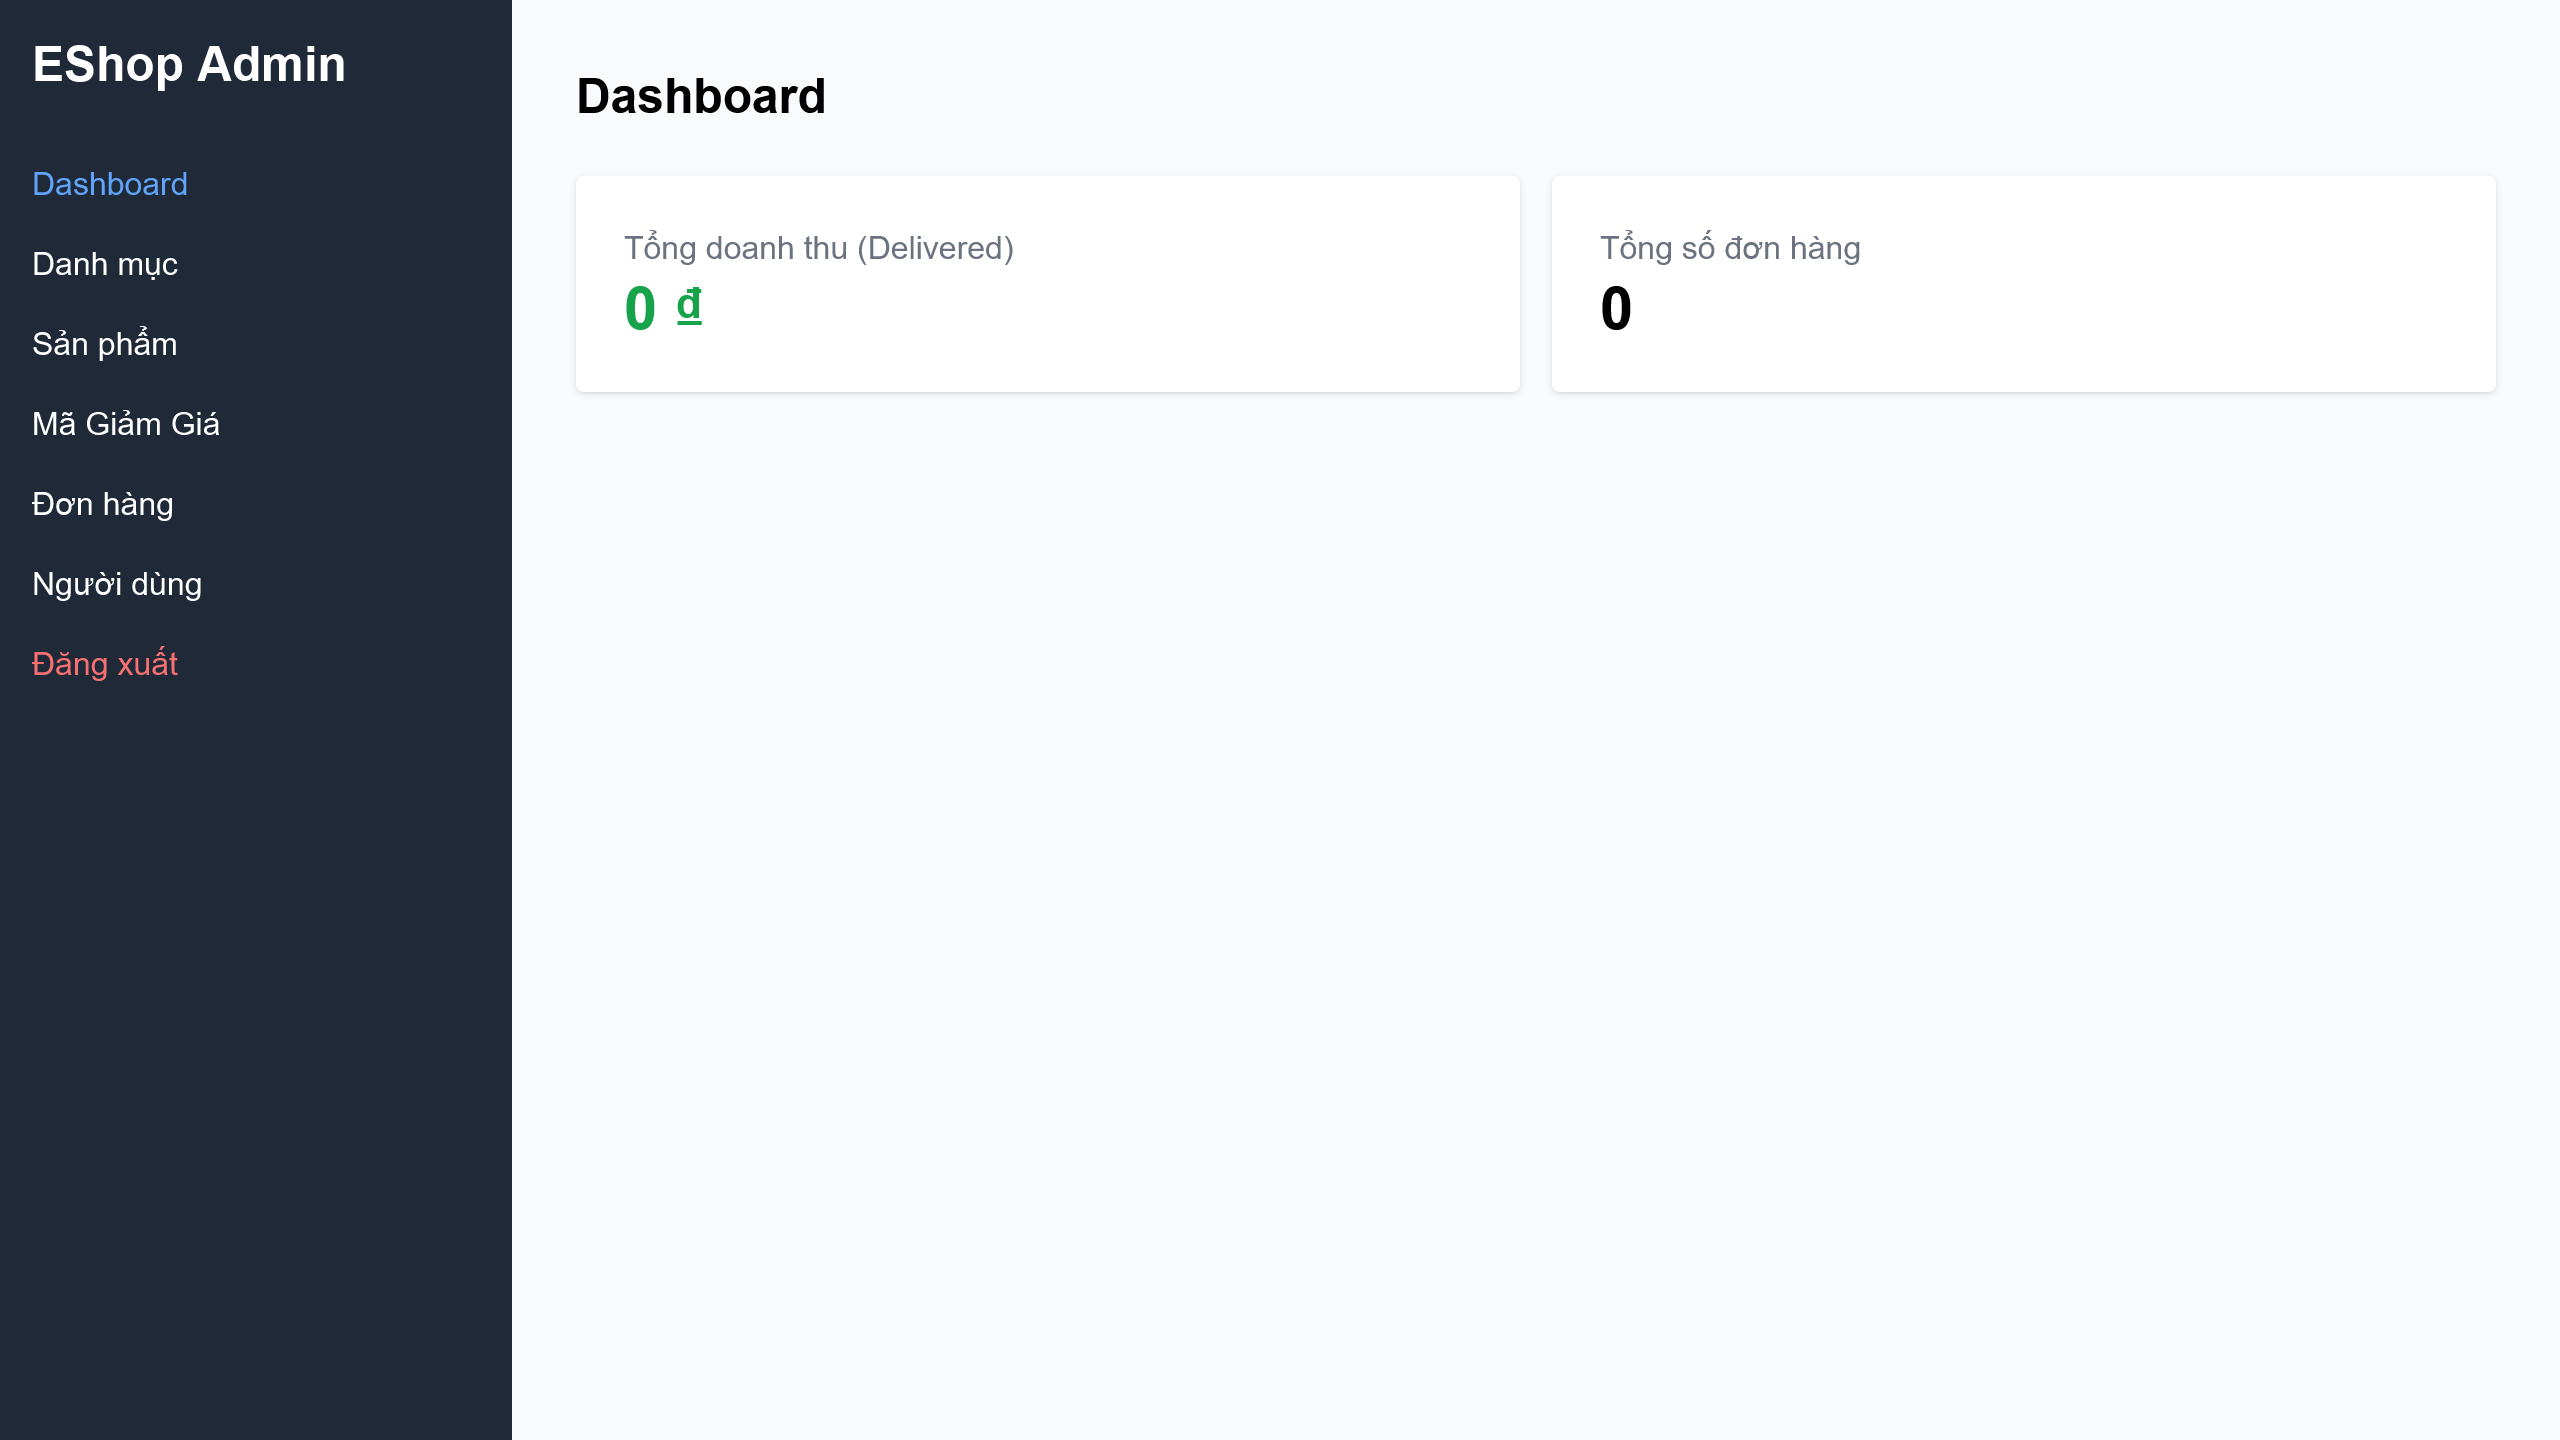 EShop Admin
Dashboard
Danh mục
Sản phẩm
Mã Giảm Giá
Đơn hàng
Người dùng
Đăng xuất
Dashboard
Tổng doanh thu (Delivered)
0 ₫
Tổng số đơn hàng
0